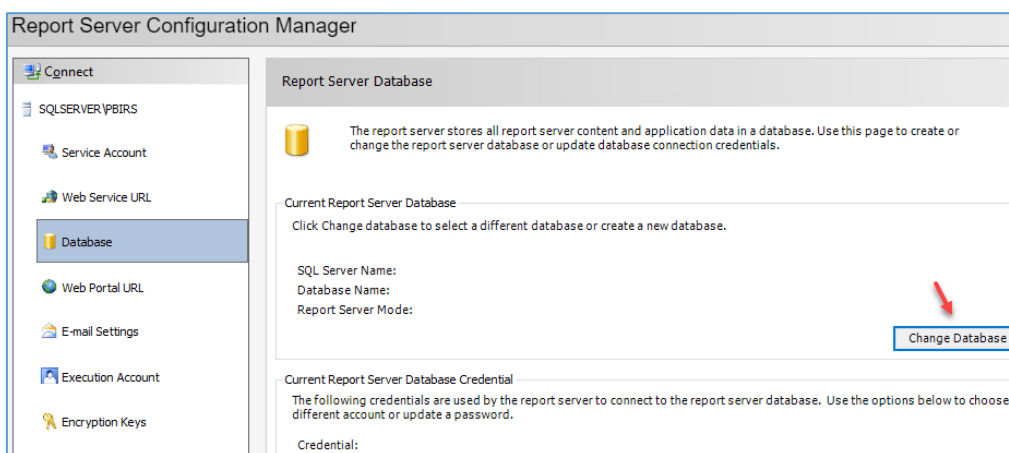 Report Server Configuration Manager
Connect
SQLSERVER\PBIRS
Service Account
Web Service URL
Database
Web Portal URL
E-mail Settings
Execution Account
Encryption Keys
Report Server Database
The report server stores all report server content and application data in a database. Use this page to create or
change the report server database or update database connection credentials.
Current Report Server Database
Click Change database to select a different database or create a new database.
SQL Server Name:
Database Name:
Report Server Mode:
Change Database
Current Report Server Database Credential
The following credentials are used by the report server to connect to the report server database. Use the options below to choose
different account or update a password.
Credential: